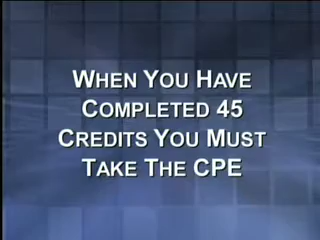 WHEN YOU HAVE
COMPLETED 45
CREDITS YOU MUST
TAKE THE CPE